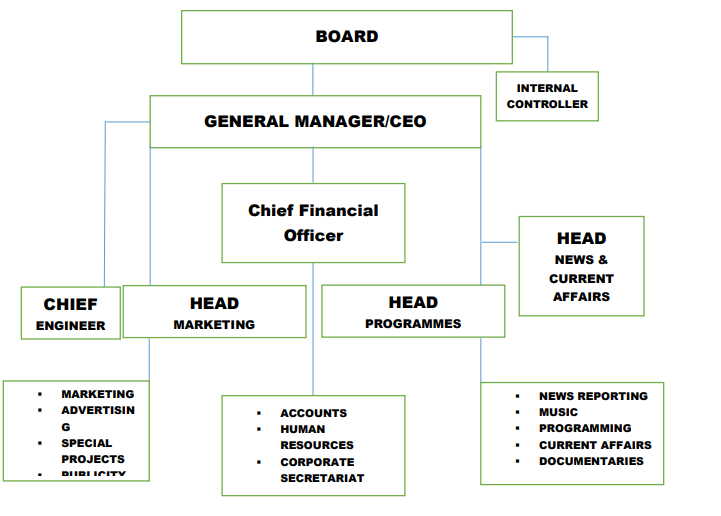 BOARD
INTERNAL
CONTROLLER
GENERAL MANAGER/CEO
Chief Financial
Officer
HEAD
NEWS &
CURRENT
AFFAIRS
CHIEF
ENGINEER
HEAD
MARKETING
HEAD
PROGRAMMES
▪ MARKETING
▪ ADVERTISIN
G
▪ SPECIAL
PROJECTS
▪ PUBLICITY
▪ ACCOUNTS
▪ HUMAN
RESOURCES
▪ CORPORATE
SECRETARIAT
▪ NEWS REPORTING
▪ MUSIC
▪ PROGRAMMING
▪ CURRENT AFFAIRS
▪ DOCUMENTARIES